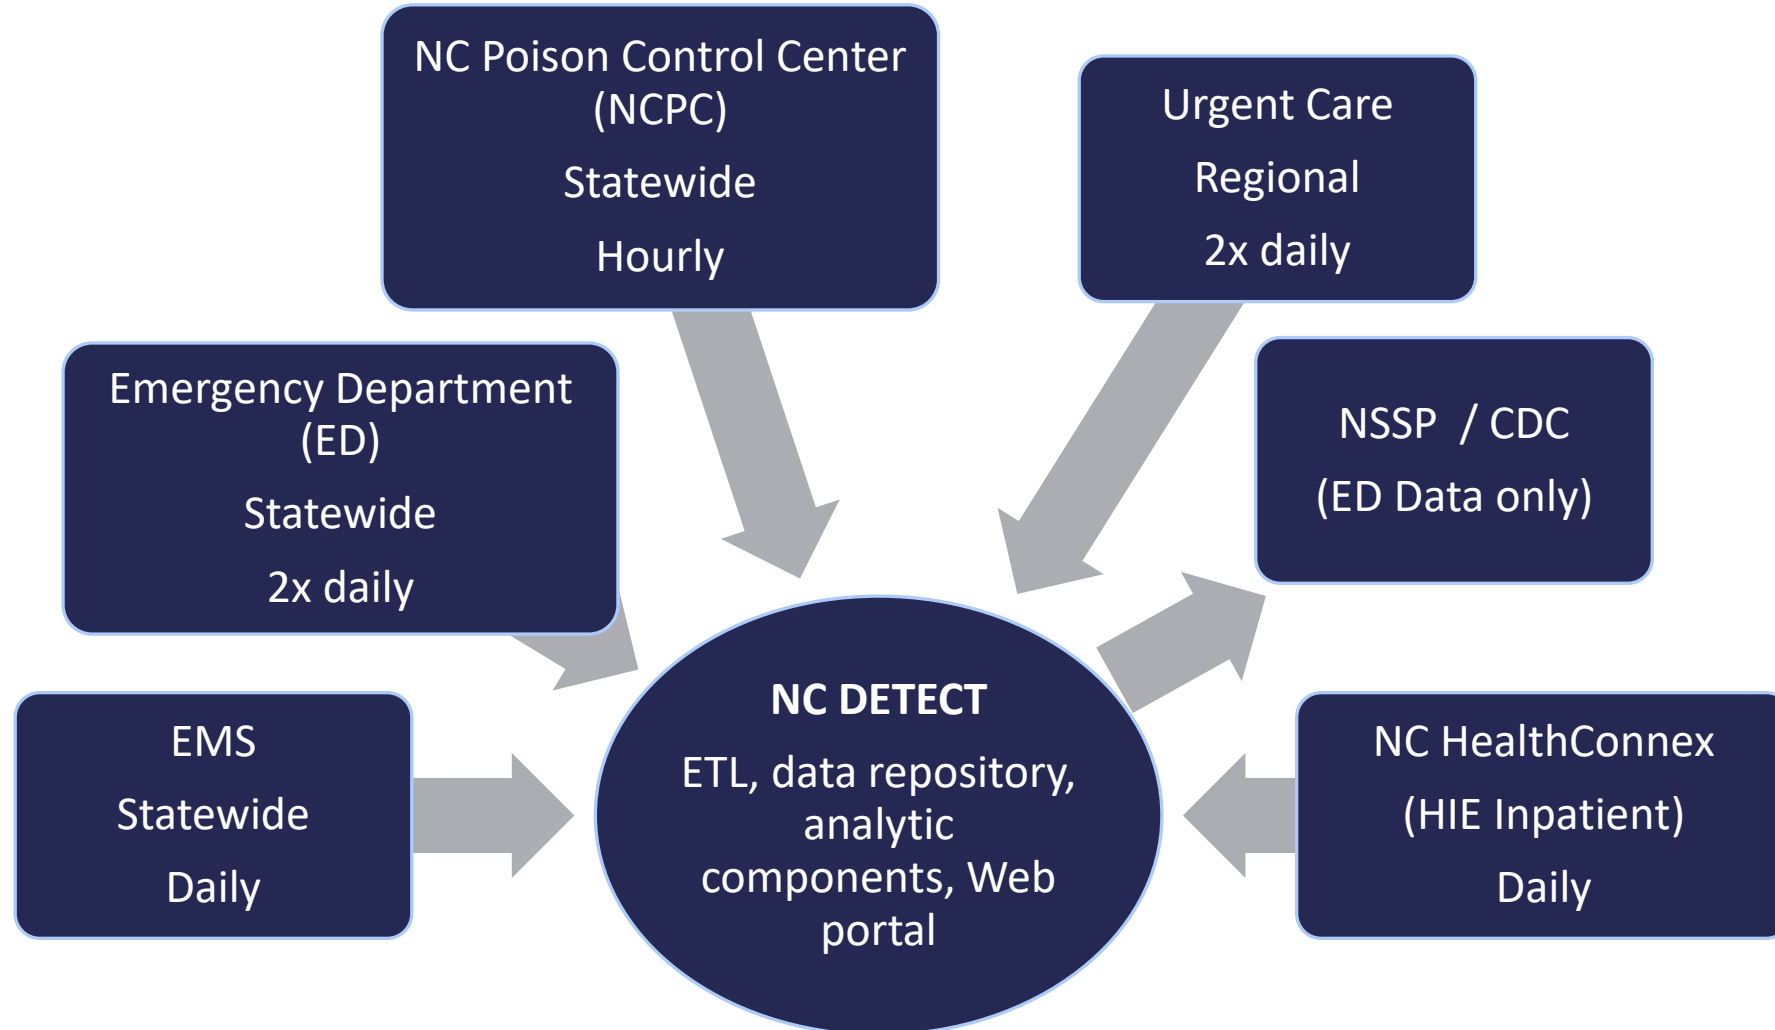 NC Poison Control Center
(NCPC)
Statewide
Hourly
Urgent Care
Regional
2x daily
Emergency Department
(ED)
Statewide
2x daily
NSSP / CDC
(ED Data only)
EMS
Statewide
Daily
NC DETECT
ETL, data repository,
analytic
components, Web
portal
NC HealthConnex
(HIE Inpatient)
Daily